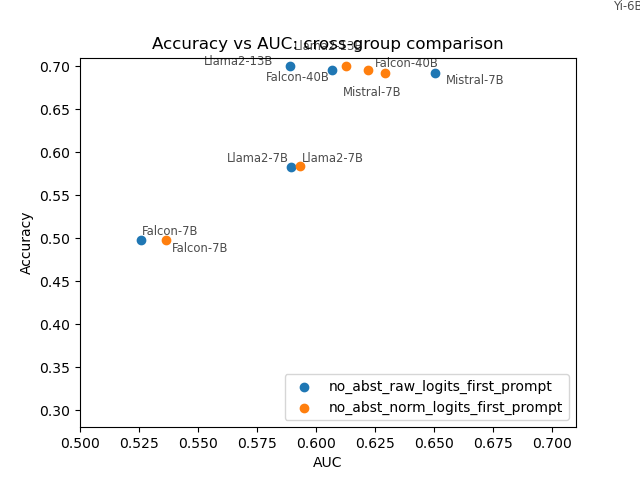 Yi-6B
Accuracy vs AUC: cross group comparison
Llama2-13B
Llama2-13B
Falcon-40B
Falcon-40B
Mistral-7B
Mistral-7B
Llama2-7B
Llama2-7B
Falcon-7B
Falcon-7B
0.70
0.65
0.60
0.55
0.50
0.45
0.40
0.35
0.30
Accuracy
no_abst_raw_logits_first_prompt
no_abst_norm_logits_first_prompt
0.500 0.525 0.550 0.575 0.600 0.625 0.650 0.675 0.700
AUC